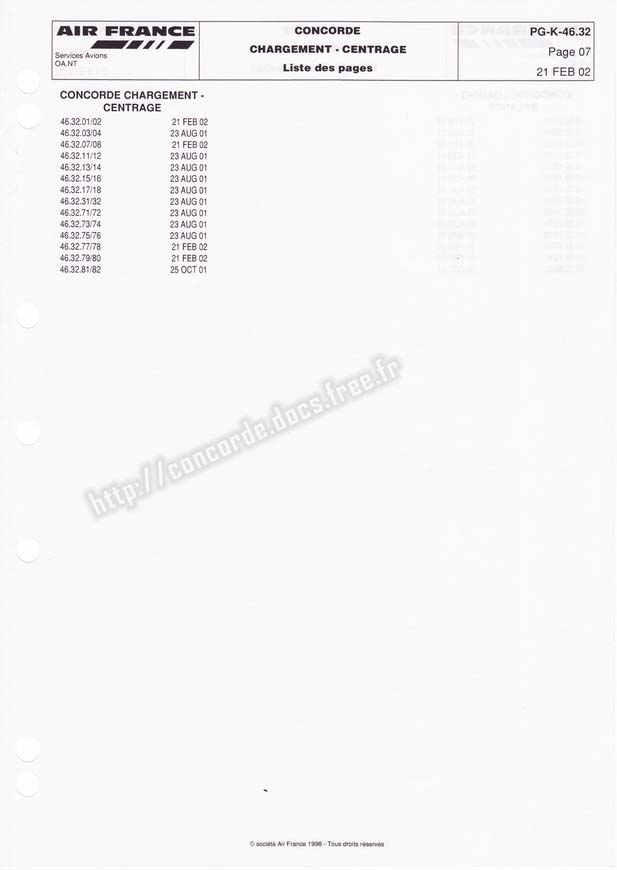 AIR FRANCE
Services Avions
OA.NT
CONCORDE
CHARGEMENT - CENTRAGE
Liste des pages
PG-K-46.32
Page 07
21 FEB 02
CONCORDE CHARGEMENT -
CENTRAGE
46.32.01/02 21 FEB 02
46.32.03/04 23 AUG 01
46.32.07/08 21 FEB 02
46.32.11/12 23 AUG 01
46.32.13/14 23 AUG 01
46.32.15/16 23 AUG 01
46.32.17/18 23 AUG 01
46.32.31/32 23 AUG 01
46.32.71/72 23 AUG 01
46.32.73/74 23 AUG 01
46.32.75/76 23 AUG 01
46.32.77/78 21 FEB 02
46.32.79/80 21 FEB 02
46.32.81/82 25 OCT 01
http://concorde.docs.free.fr
© société Air France 1998 - Tous droits réservés